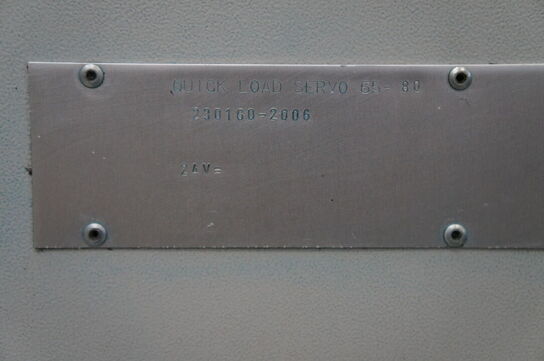 QUICK LOAD SERVO 65-80
230160-2006
24V=